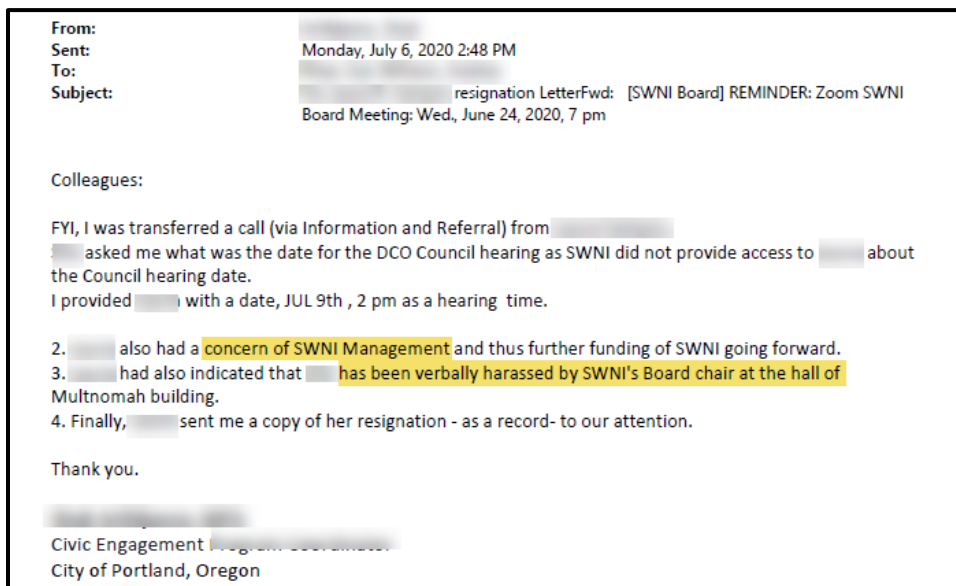 From:
Sent: Monday, July 6, 2020 2:48 PM
To:
Subject: resignation LetterFwd: [SWNI Board] REMINDER: Zoom SWNI
Board Meeting: Wed., June 24, 2020, 7 pm
Colleagues:
FYI, I was transferred a call (via Information and Referral) from
asked me what was the date for the DCO Council hearing as SWNI did not provide access to about
the Council hearing date.
I provided with a date, JUL 9th , 2 pm as a hearing time.
2. also had a concern of SWNI Management and thus further funding of SWNI going forward.
3. had also indicated that has been verbally harassed by SWNI's Board chair at the hall of
Multnomah building.
4. Finally, sent me a copy of her resignation - as a record- to our attention.
Thank you.
Civic Engagement
City of Portland, Oregon